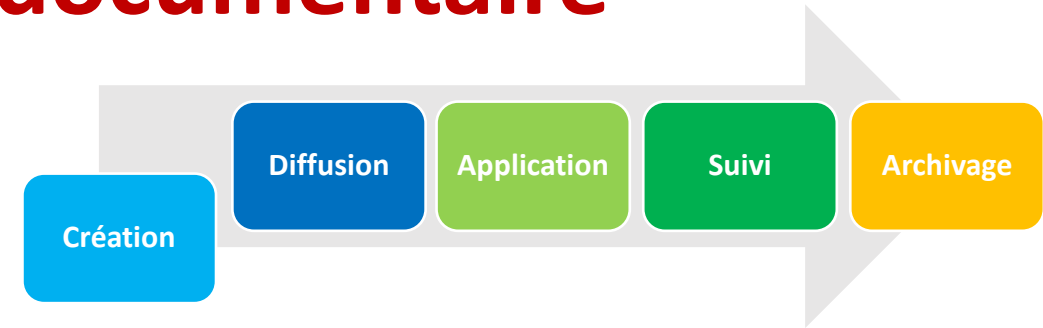 documentaire
Création
Diffusion
Application
Suivi
Archivage